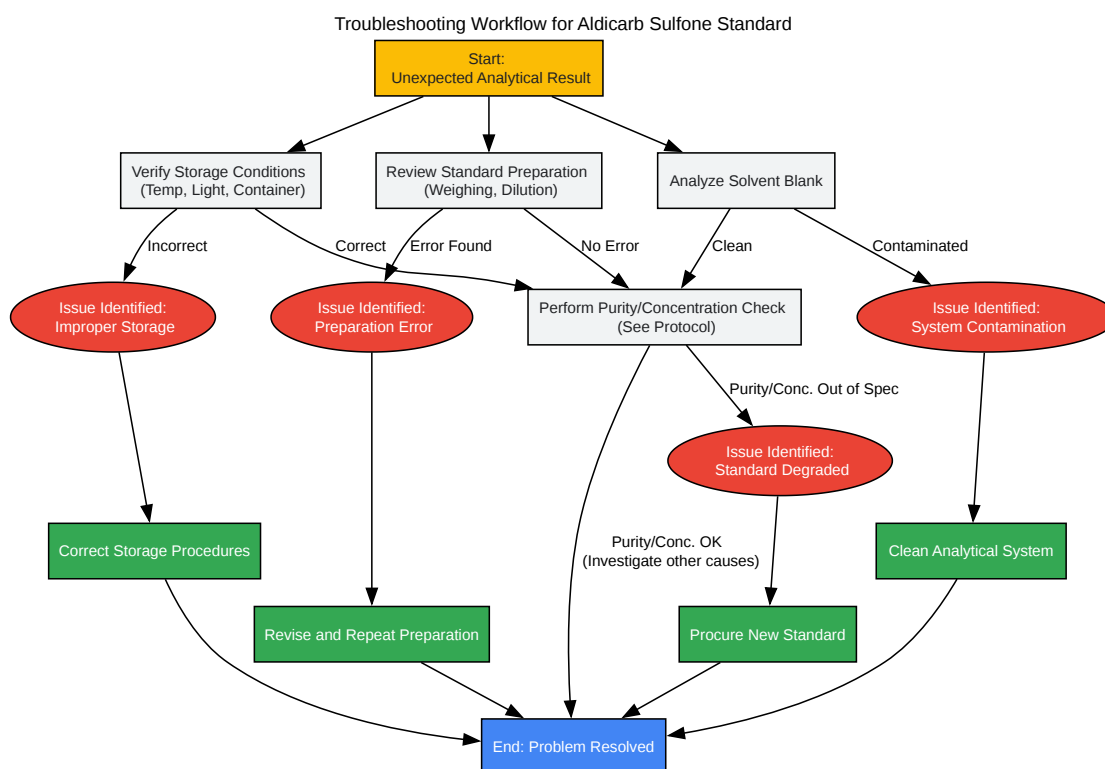 Troubleshooting Workflow for Aldicarb Sulfone Standard
Start:
Unexpected Analytical Result
Verify Storage Conditions
(Temp, Light, Container)
Review Standard Preparation
(Weighing, Dilution)
Analyze Solvent Blank
Incorrect
Correct
Error Found
No Error
Clean
Contaminated
Issue Identified:
Improper Storage
Issue Identified:
Preparation Error
Perform Purity/Concentration Check
(See Protocol)
Issue Identified:
System Contamination
Purity/Conc. Out of Spec
Issue Identified:
Standard Degraded
Correct Storage Procedures
Purity/Conc. OK
(Investigate other causes)
Clean Analytical System
Revise and Repeat Preparation
Procure New Standard
End: Problem Resolved